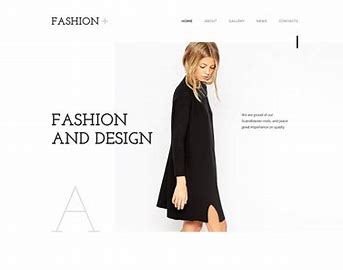 FASHION +
HOME ABOUT GALLERY NEWS CONTACTS
FASHION
AND DESIGN
We are proud of our
Scandinavian roots, and place
great importance on quality.
A